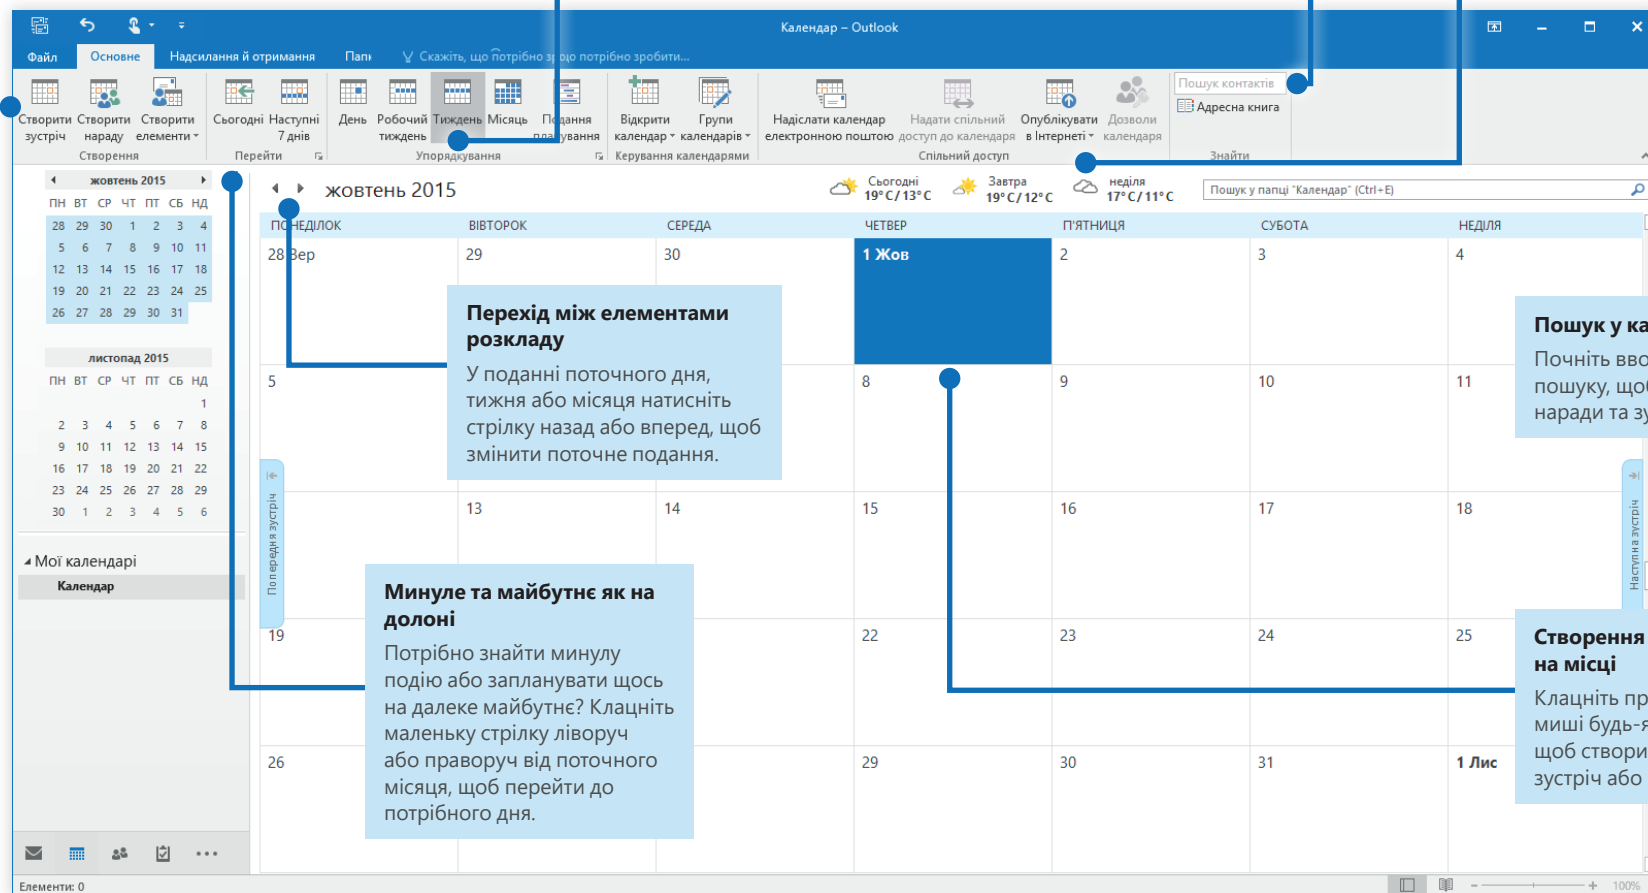 Календар – Outlook
Файл Основне Надсилання й отримання Скажіть, що потрібно зробити...
Створити зустріч
Створити нараду
Створити елементи
Сьогодні
Наступні 7 днів
День
Робочий тиждень
Тиждень
Місяць
Подання планування
Відкрити календар
Групи календарів
Надіслати календар електронною поштою
Надати спільний доступ до календаря
Опублікувати в Інтернеті
Дозволи календаря
Пошук контактів
Адресна книга
Створення Перейти Упорядкування Керування календарями Спільний доступ Знайти
жовтень 2015
ПН ВТ СР ЧТ ПТ СБ НД
28 29 30 1 2 3 4
5 6 7 8 9 10 11
12 13 14 15 16 17 18
19 20 21 22 23 24 25
26 27 28 29 30 31
листопад 2015
ПН ВТ СР ЧТ ПТ СБ НД
1
2 3 4 5 6 7 8
9 10 11 12 13 14 15
16 17 18 19 20 21 22
23 24 25 26 27 28 29
30 1 2 3 4 5 6
Мої календарі
Календар
жовтень 2015
Сьогодні 19°C/13°C
Завтра 19°C/12°C
неділя 17°C/11°C
Пошук у папці "Календар" (Ctrl+E)
ПОНЕДІЛОК ВІВТОРОК СЕРЕДА ЧЕТВЕР П'ЯТНИЦЯ СУБОТА НЕДІЛЯ
28 Вер 29 30 1 Жов 2 3 4
Перехід між елементами
розкладу
У поданні поточного дня,
тижня або місяця натисніть
стрілку назад або вперед, щоб
змінити поточне подання.
Пошук у
Почніть
пошуку,
наради та
5 8 9 10 11
Попередня зустріч
Наступна зустріч
13 14 15 16 17 18
Минуле та майбутнє як на
долоні
Потрібно знайти минулу
подію або запланувати щось
на далеке майбутнє? Клацніть
маленьку стрілку ліворуч
або праворуч від поточного
місяця, щоб перейти до
потрібного дня.
19 22 23 24 25
Створення
на місці
Клацніть
миші
щоб
зустріч або
26 29 30 31 1 Лис
Елементи: 0
100%